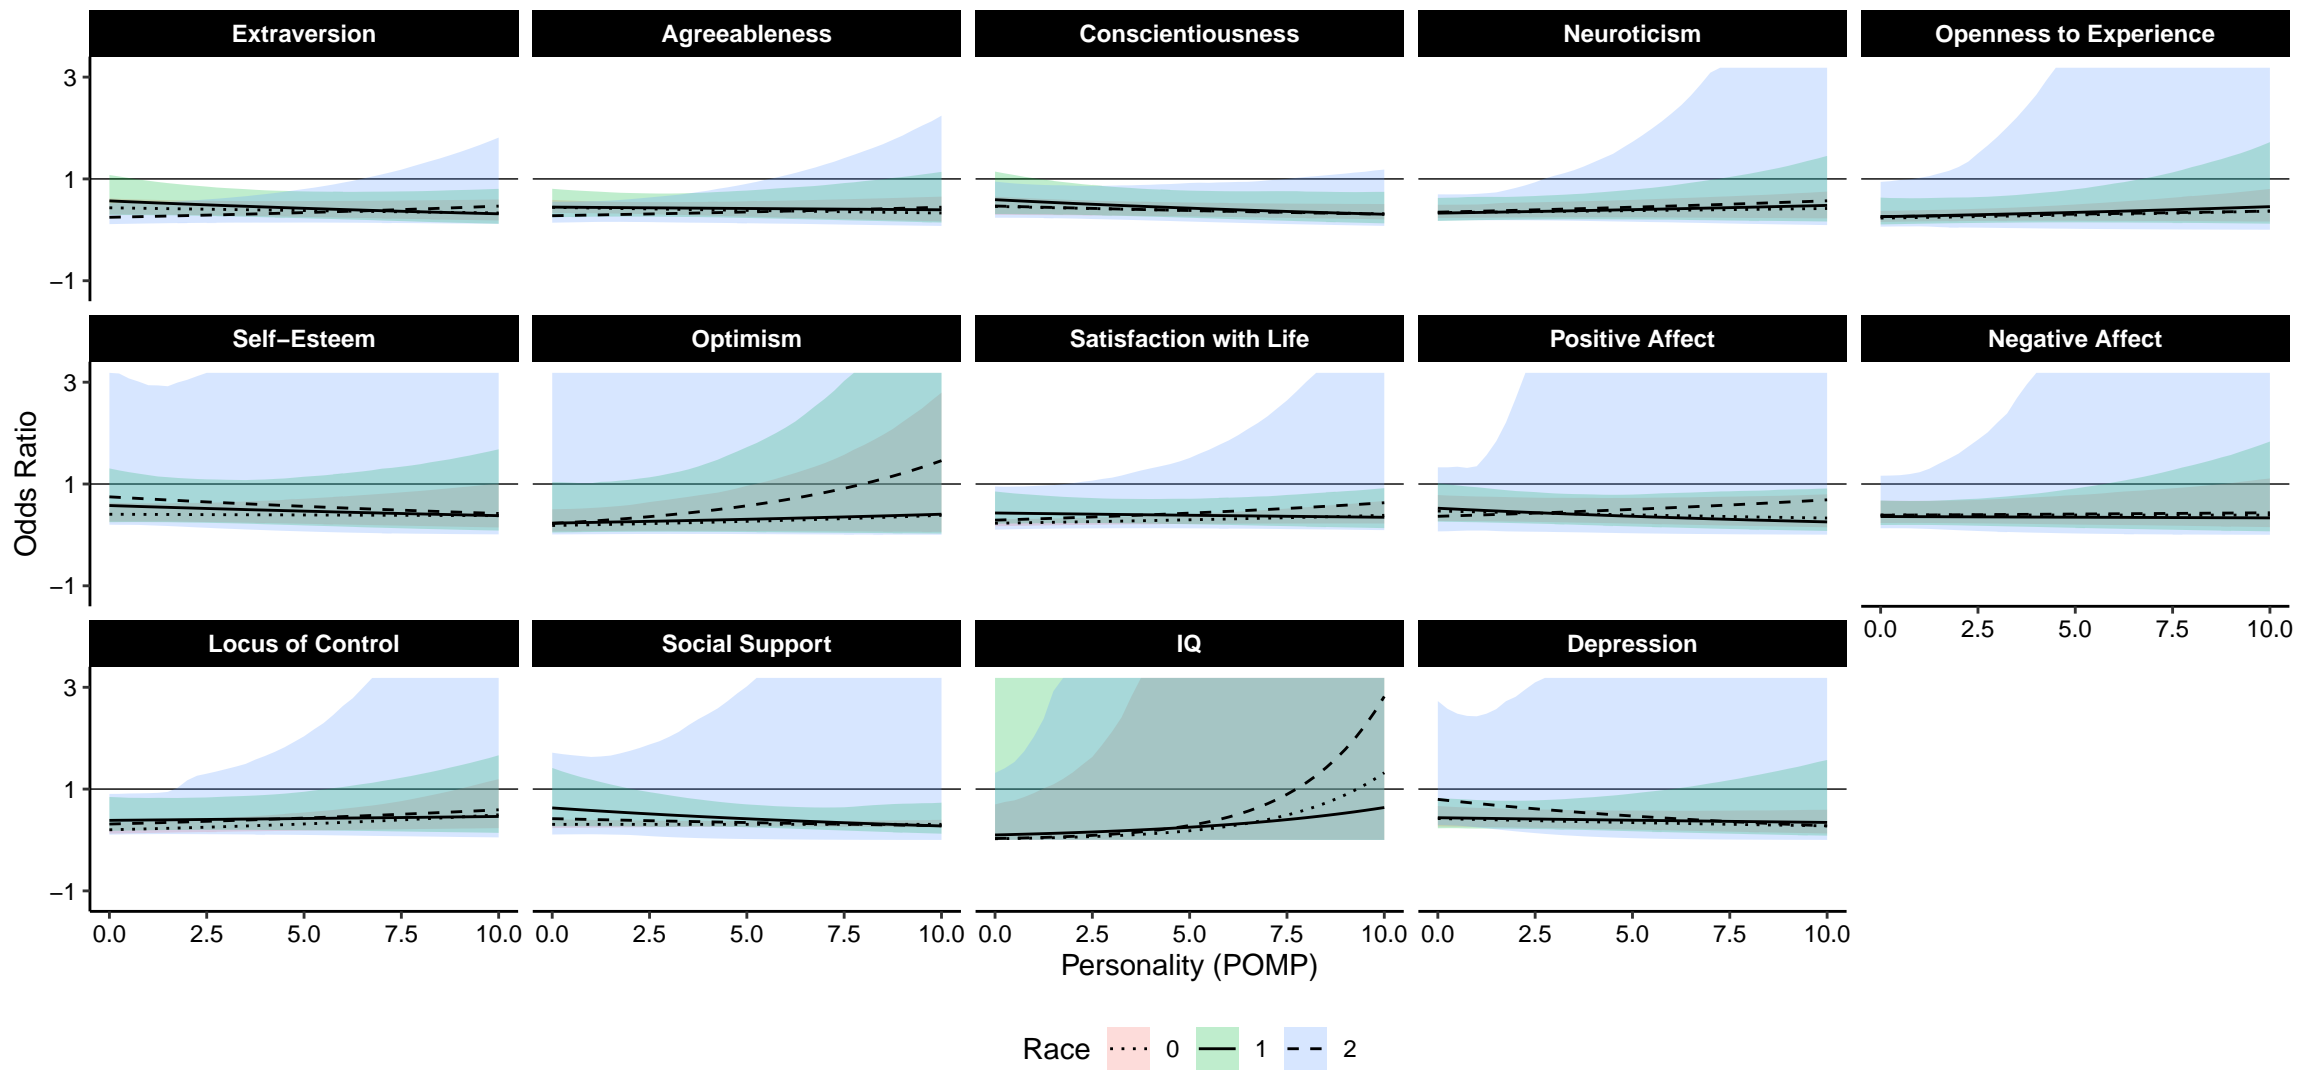 Extraversion Agreeableness Conscientiousness Neuroticism Openness to Experience
3
1
−1
Self−Esteem Optimism Satisfaction with Life Positive Affect Negative Affect
3
1
−1
Odds Ratio
0.0 2.5 5.0 7.5 10.0
Locus of Control Social Support IQ Depression
3
1
−1
0.0 2.5 5.0 7.5 10.0 0.0 2.5 5.0 7.5 10.0 0.0 2.5 5.0 7.5 10.0 0.0 2.5 5.0 7.5 10.0
Personality (POMP)
Race 0 1 2